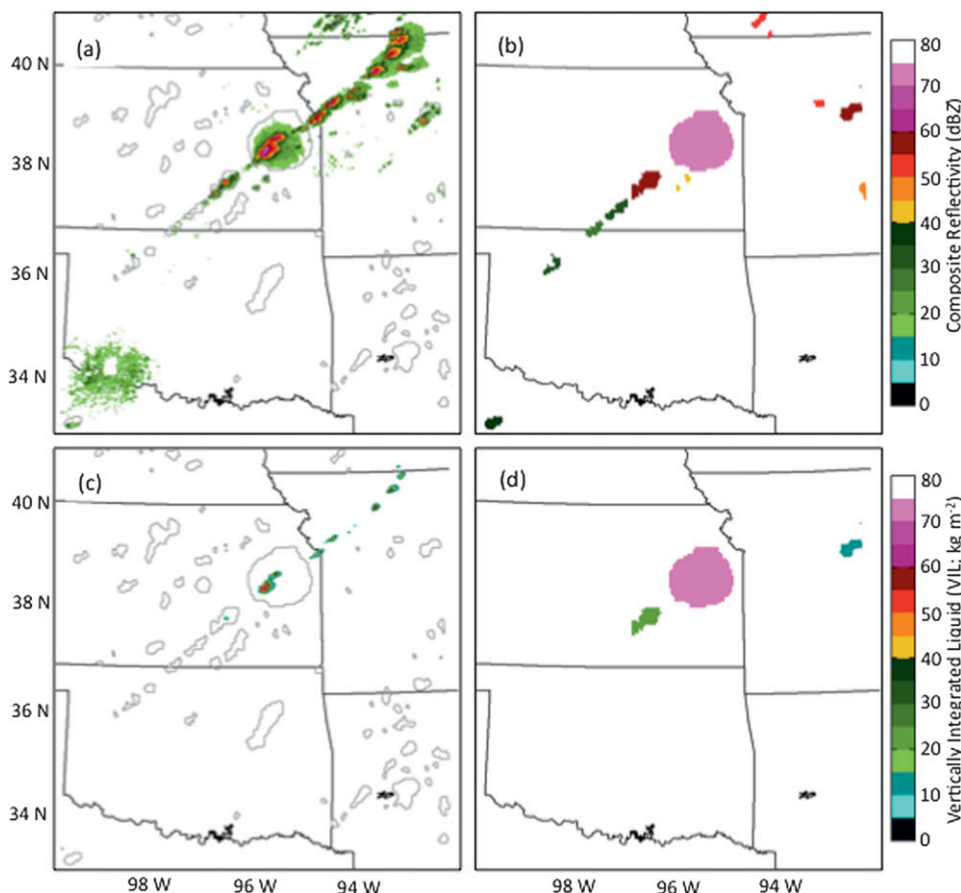 (a)
(b)
40 N
38 N
36 N
34 N
80
70
60
50
40
30
20
10
0
Composite Reflectivity (dBZ)
(c)
(d)
40 N
38 N
36 N
34 N
80
70
60
50
40
30
20
10
0
Vertically Integrated Liquid (VIL; kg m⁻²)
98 W 96 W 94 W
98 W 96 W 94 W